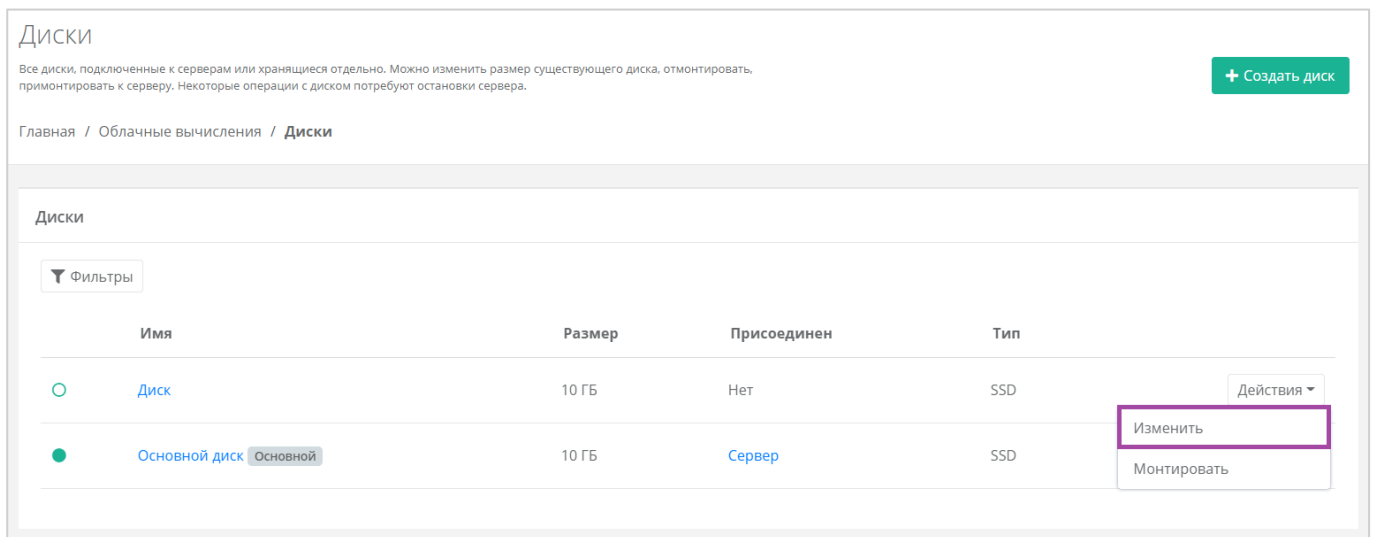 Диски
Все диски, подключенные к серверам или хранящиеся отдельно. Можно изменить размер существующего диска, отмонтировать,
примонтировать к серверу. Некоторые операции с диском потребуют остановки сервера.
+ Создать диск
Главная / Облачные вычисления / Диски
Диски
Фильтры
Имя Размер Присоединен Тип
Диск 10 ГБ Нет SSD Действия
Изменить
Основной диск Основной 10 ГБ Сервер SSD
Монтировать